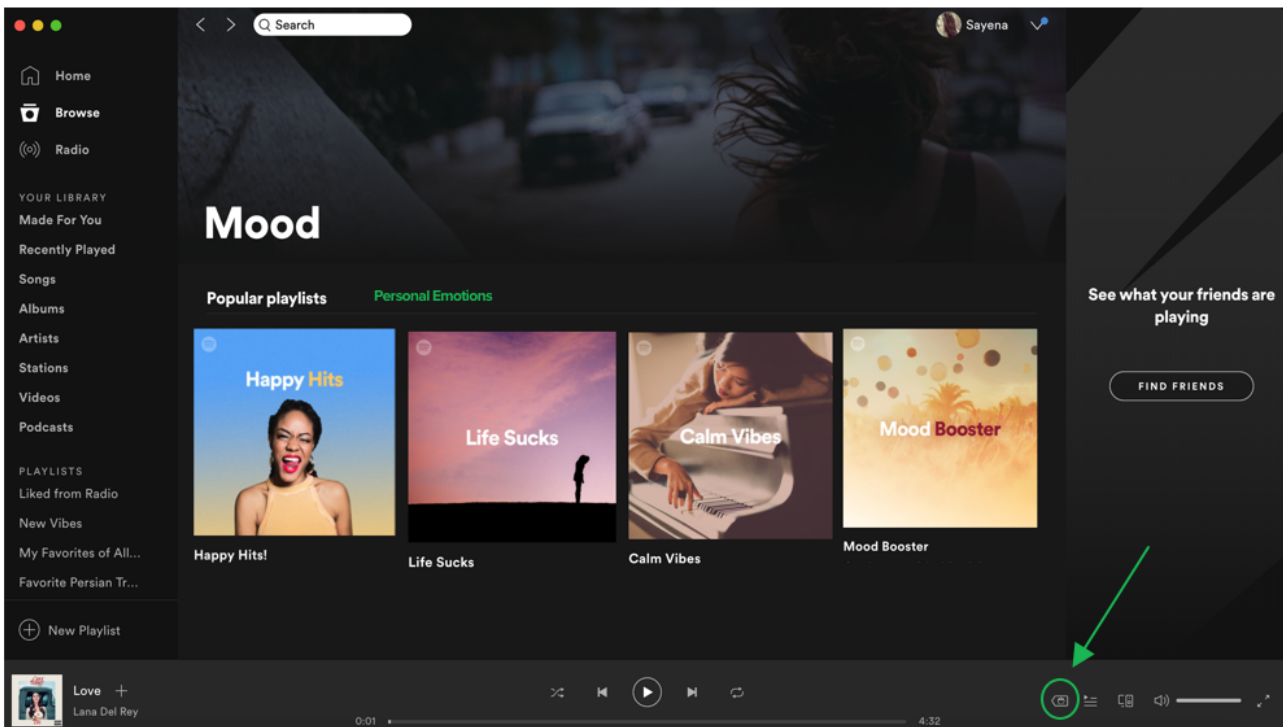 Search
Sayena
Home
Browse
Radio
YOUR LIBRARY
Made For You
Recently Played
Songs
Albums
Artists
Stations
Videos
Podcasts
PLAYLISTS
Liked from Radio
New Vibes
My Favorites of All...
Favorite Persian Tr...
New Playlist
Mood
Popular playlists
Personal Emotions
Happy Hits
Life Sucks
Calm Vibes
Mood Booster
Happy Hits!
Life Sucks
Calm Vibes
Mood Booster
See what your friends are
playing
FIND FRIENDS
Love
Lana Del Rey
0:01
4:32